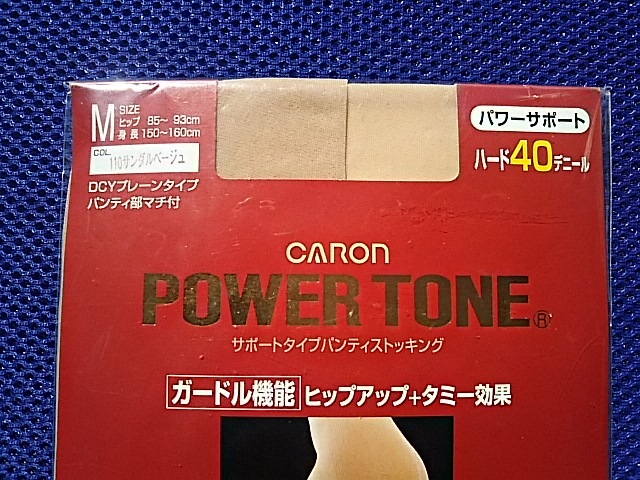 M SIZE
ヒップ 85〜93cm
身長 150〜160cm
COL.
110サンダルベージュ
DCYプレーンタイプ
パンティ部マチ付
パワーサポート
ハード40デニール
CARON
POWER TONE®
サポートタイプパンティストッキング
ガードル機能 ヒップアップ+タミー効果